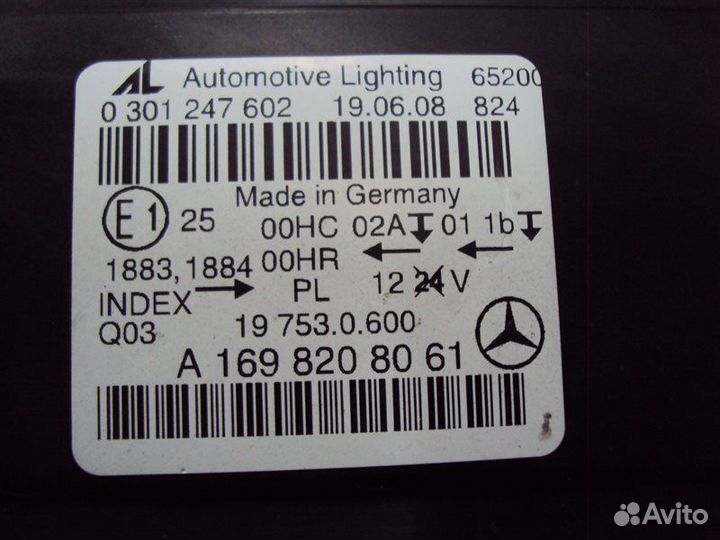 AL Automotive Lighting 65200
0 301 247 602 19.06.08 824
Made in Germany
E1 25 00HC 02A 01 1b
1883,1884 00HR
INDEX PL 12 24 V
Q03 19 753.0.600
A 169 820 80 61
Avito